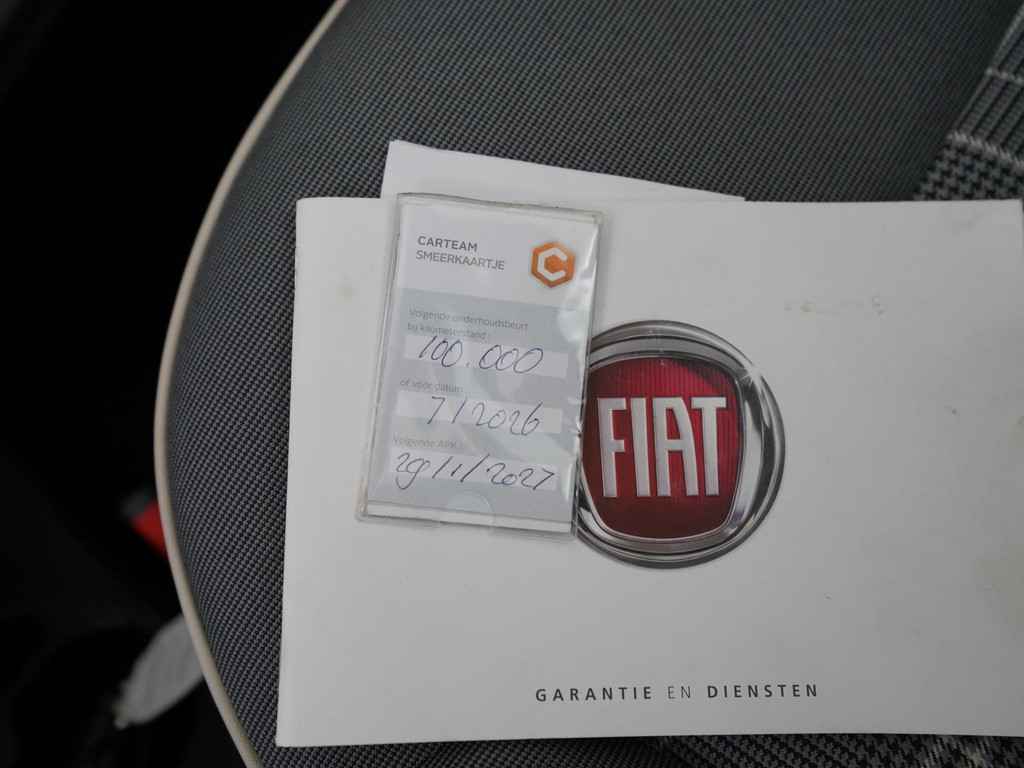 CARTEAM
SMEERKAARTJE
Volgende onderhoudsbeurt
bij kilometerstand:
100.000
of voor datum:
7/2026
Volgende APK:
29/1/2027
FIAT
GARANTIE EN DIENSTEN